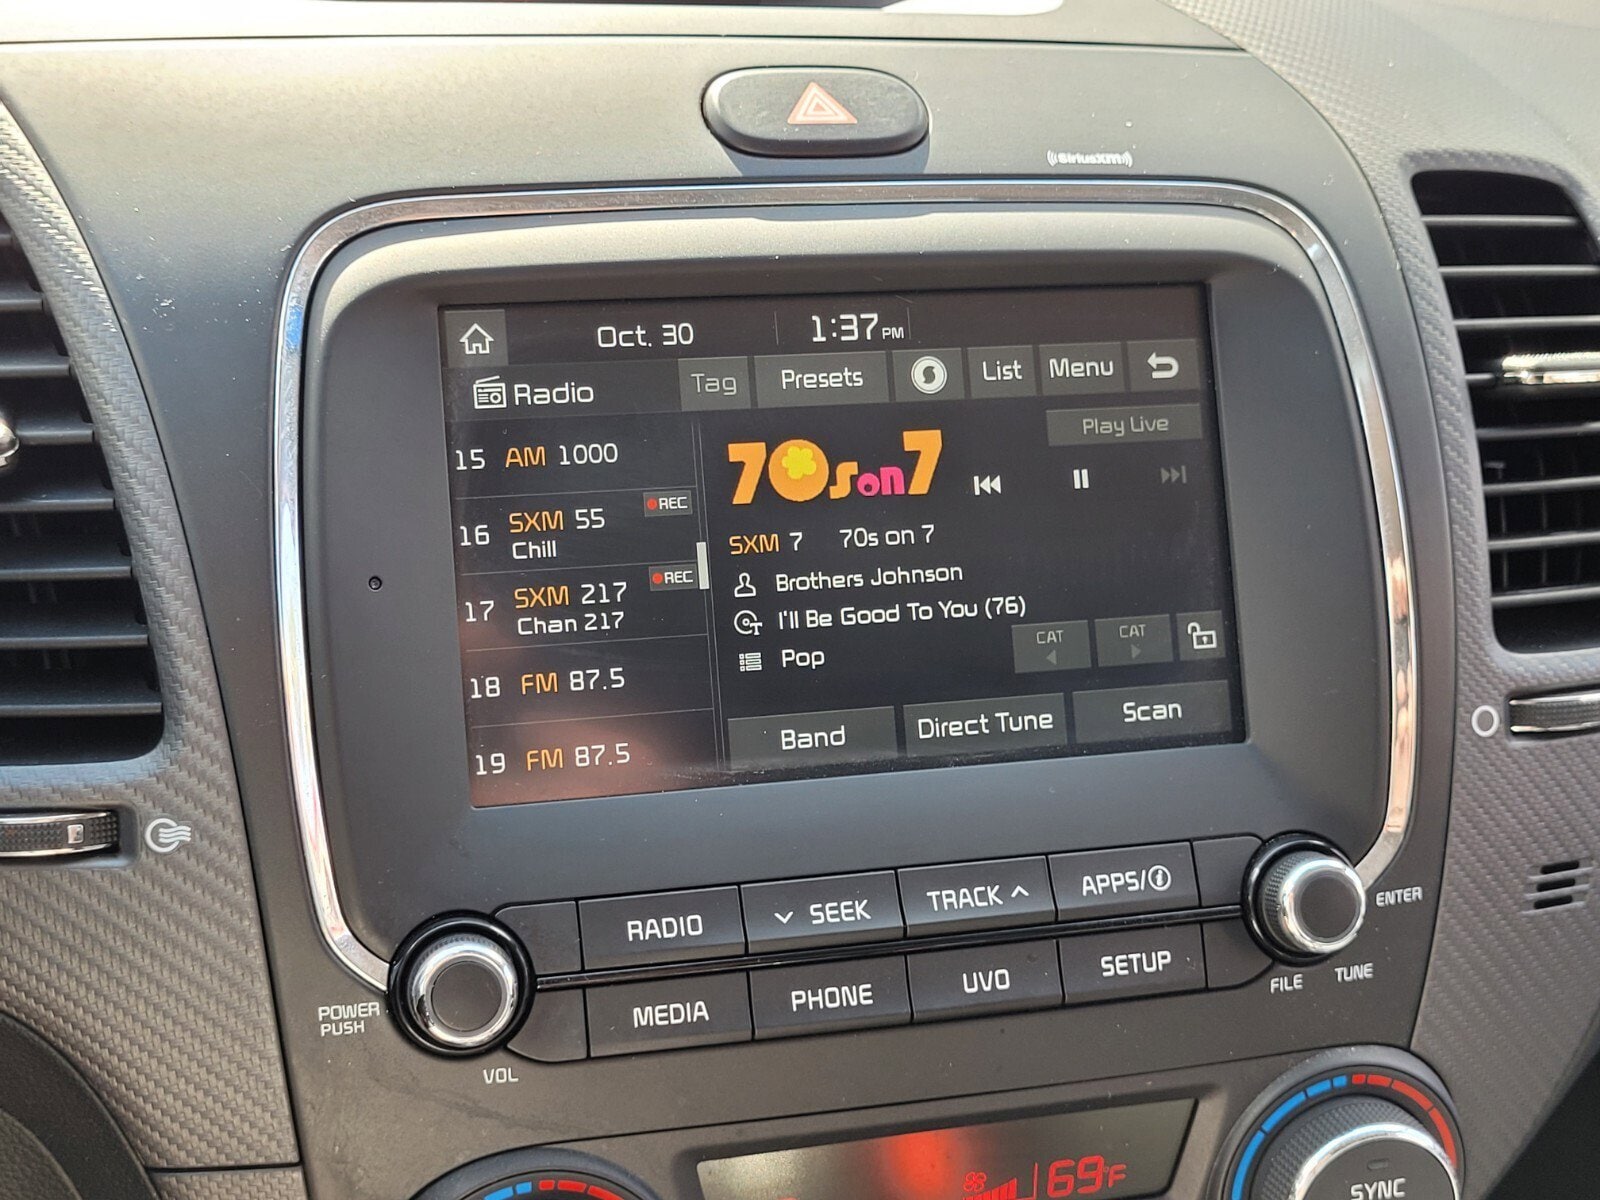 ((SiriusXM))
Oct. 30 1:37 PM
Radio Tag Presets List Menu
15 AM 1000
16 SXM 55 REC
Chill
17 SXM 217 REC
Chan 217
18 FM 87.5
19 FM 87.5
70s on 7
Play Live
SXM 7 70s on 7
Brothers Johnson
I'll Be Good To You (76)
Pop
CAT CAT
Band Direct Tune Scan
RADIO SEEK TRACK APPS/
MEDIA PHONE UVO SETUP
POWER
PUSH
VOL
ENTER
FILE TUNE
69°F
SYNC